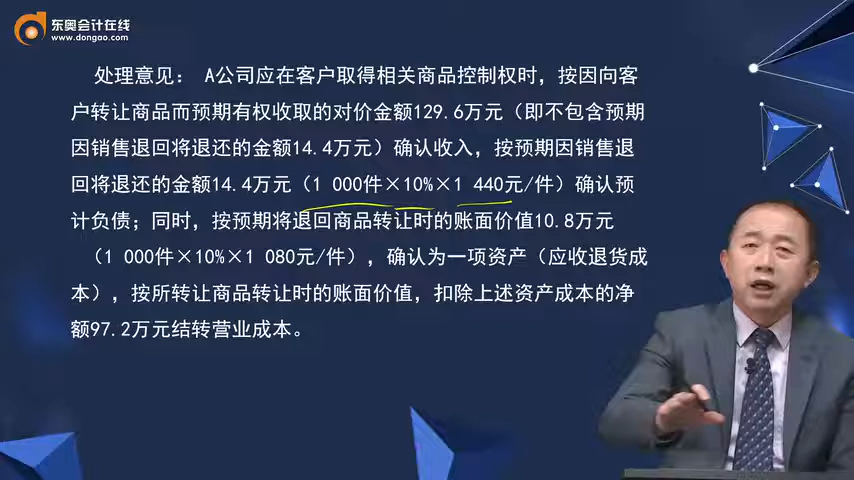 东奥会计在线
www.dongao.com
处理意见： A公司应在客户取得相关商品控制权时，按因向客
户转让商品而预期有权收取的对价金额129.6万元（即不包含预期
因销售退回将退还的金额14.4万元）确认收入，按预期因销售退
回将退还的金额14.4万元（1 000件×10%×1 440元/件）确认预
计负债；同时，按预期将退回商品转让时的账面价值10.8万元
（1 000件×10%×1 080元/件），确认为一项资产（应收退货成
本），按所转让商品转让时的账面价值，扣除上述资产成本的净
额97.2万元结转营业成本。